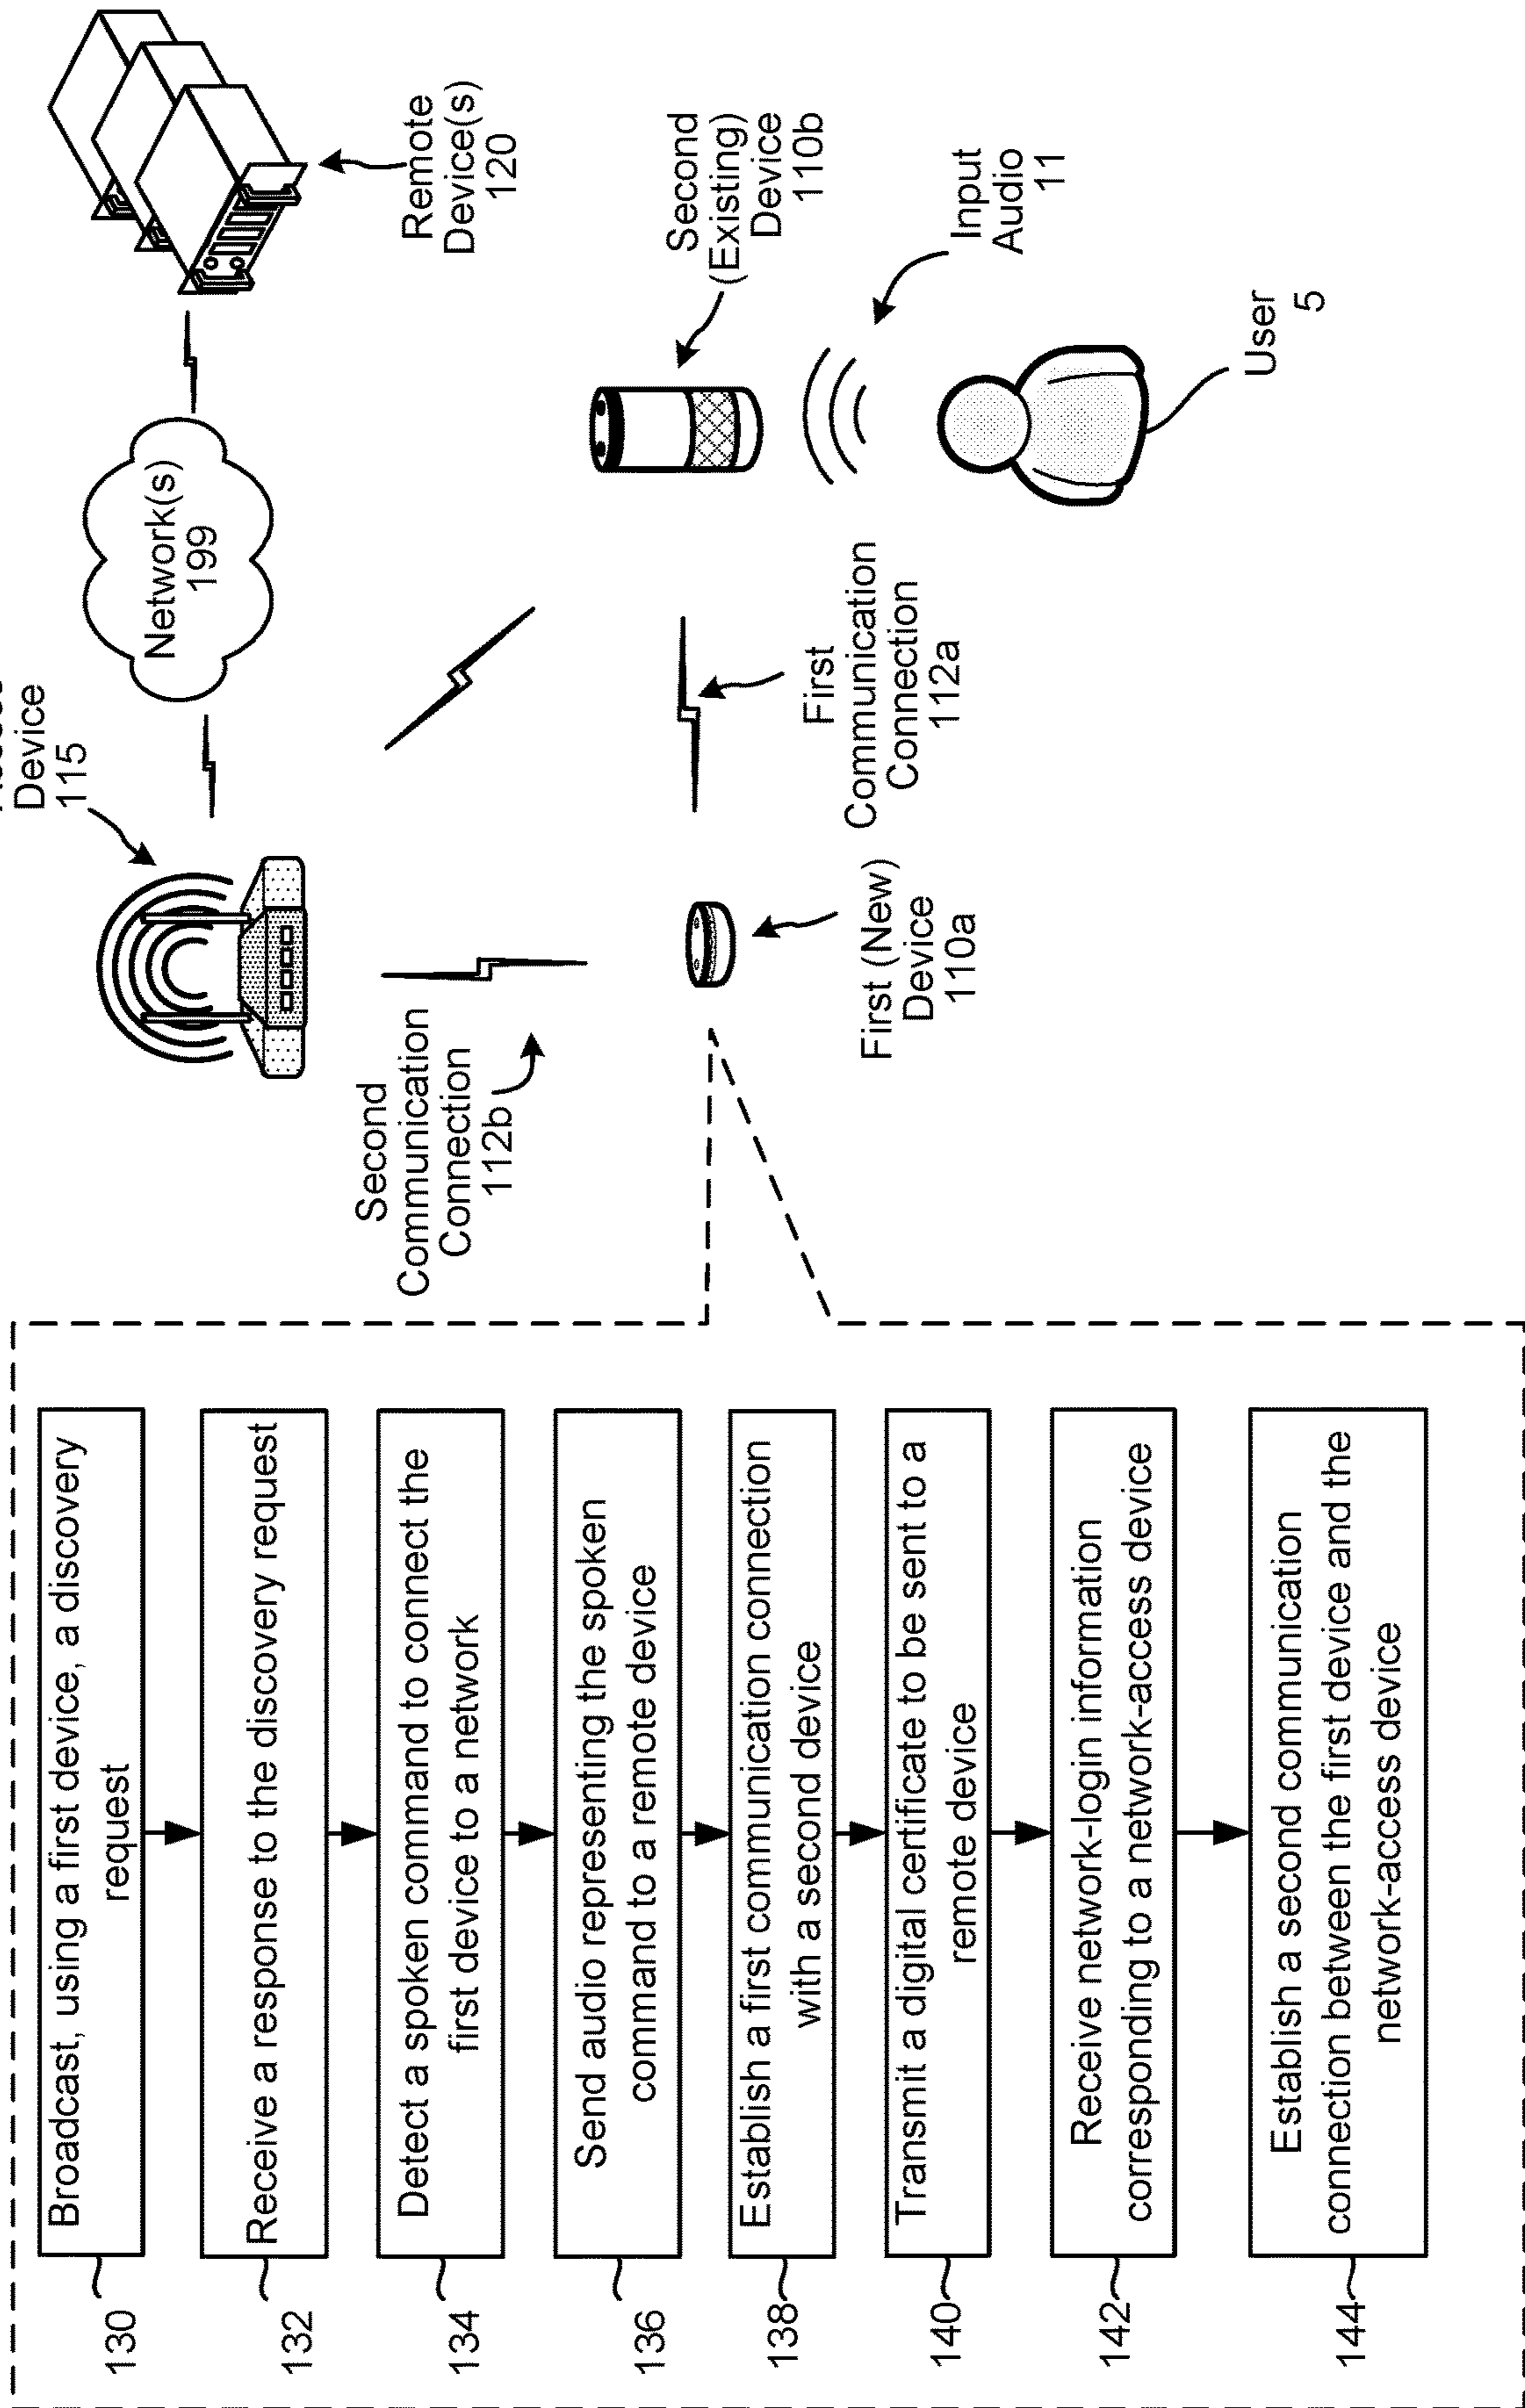 130
Broadcast, using a first device, a discovery
request
132
Receive a response to the discovery request
134
Detect a spoken command to connect the
first device to a network
136
Send audio representing the spoken
command to a remote device
138
Establish a first communication connection
with a second device
140
Transmit a digital certificate to be sent to a
remote device
142
Receive network-login information
corresponding to a network-access device
144
Establish a second communication
connection between the first device and the
network-access device
Device
115
Network(s)
199
Remote
Device(s)
120
Second
Communication
Connection
112b
First (New)
Device
110a
First
Communication
Connection
112a
Second
(Existing)
Device
110b
Input
Audio
11
User
5